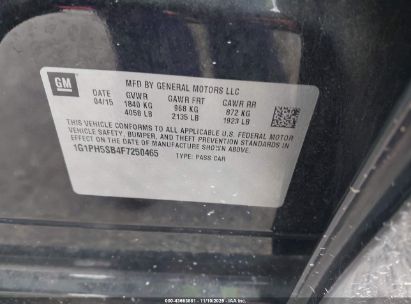 GM
MFD BY GENERAL MOTORS LLC
DATE GVWR GAWR FRT GAWR RR
04/15 1840 KG 968 KG 872 KG
4056 LB 2135 LB 1923 LB
THIS VEHICLE CONFORMS TO ALL APPLICABLE U.S. FEDERAL MOTOR
VEHICLE SAFETY, BUMPER, AND THEFT PREVENTION STANDARDS IN
EFFECT ON THE DATE OF MANUFACTURE SHOWN ABOVE.
1G1PH5SB4F7250465 TYPE: PASS CAR